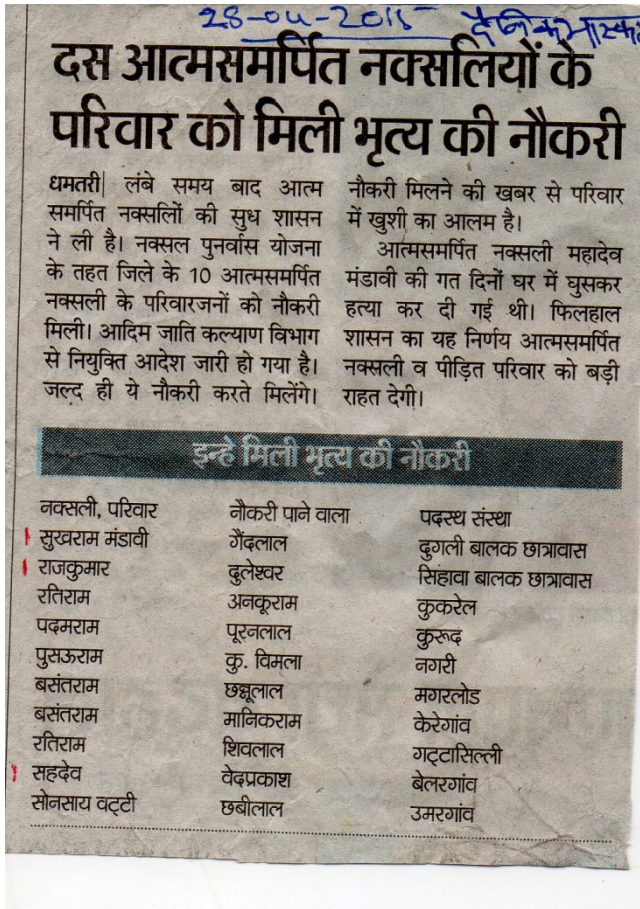 28-04-2015 दैनिक भास्कर
दस आत्मसमर्पित नक्सलियों के
परिवार को मिली भृत्य की नौकरी
धमतरी| लंबे समय बाद आत्म
समर्पित नक्सलिों की सुध शासन
ने ली है। नक्सल पुनर्वास योजना
के तहत जिले के 10 आत्मसमर्पित
नक्सली के परिवारजनों को नौकरी
मिली। आदिम जाति कल्याण विभाग
से नियुक्ति आदेश जारी हो गया है।
जल्द ही ये नौकरी करते मिलेंगे।
नौकरी मिलने की खबर से परिवार
में खुशी का आलम है।
आत्मसमर्पित नक्सली महादेव
मंडावी की गत दिनों घर में घुसकर
हत्या कर दी गई थी। फिलहाल
शासन का यह निर्णय आत्मसमर्पित
नक्सली व पीड़ित परिवार को बड़ी
राहत देगी।
इन्हे मिली भृत्य की नौकरी
नक्सली, परिवार नौकरी पाने वाला पदस्थ संस्था
सुखराम मंडावी गैंदलाल दुगली बालक छात्रावास
राजकुमार दुलेश्वर सिहावा बालक छात्रावास
रतिराम अनकूराम कुकरेल
पदमराम पूरनलाल कुरूद
पुसऊराम कु. विमला नगरी
बसंतराम छन्नूलाल मगरलोड
बसंतराम मानिकराम केरेगांव
रतिराम शिवलाल गट्टासिल्ली
सहदेव वेदप्रकाश बेलरगांव
सोनसाय वट्टी छबीलाल उमरगांव